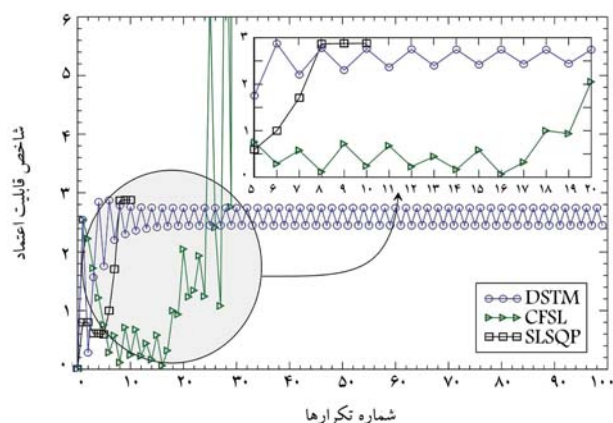 ۶
۵
۴
۳
۲
۱
۰
شاخص قابلیت اعتماد
۳
۲
۱
۰
۵ ۶ ۷ ۸ ۹ ۱۰ ۱۱ ۱۲ ۱۳ ۱۴ ۱۵ ۱۶ ۱۷ ۱۸ ۱۹ ۲۰
DSTM
CFSL
SLSQP
۰ ۱۰ ۲۰ ۳۰ ۴۰ ۵۰ ۶۰ ۷۰ ۸۰ ۹۰ ۱۰۰
شماره تکرارها